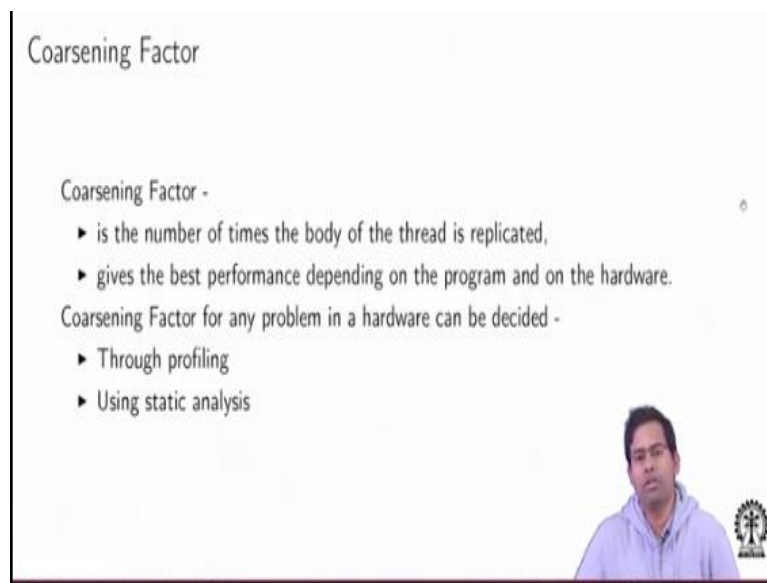 Coarsening Factor
Coarsening Factor -
▸ is the number of times the body of the thread is replicated,
▸ gives the best performance depending on the program and on the hardware.
Coarsening Factor for any problem in a hardware can be decided -
▸ Through profiling
▸ Using static analysis